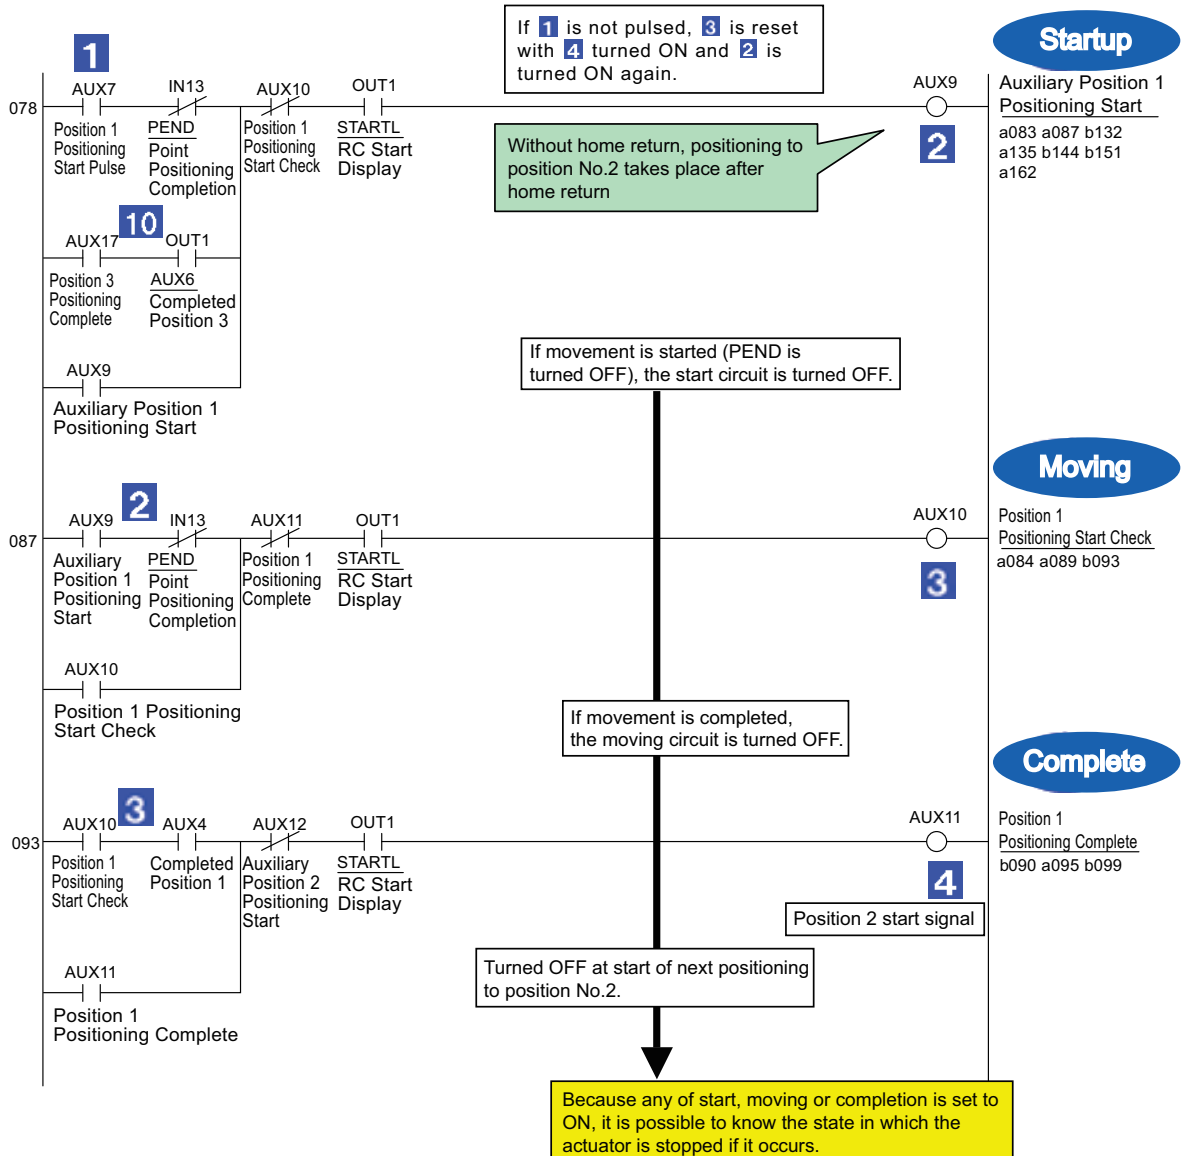 If 1 is not pulsed, 3 is reset
with 4 turned ON and 2 is
turned ON again.
Startup
1
078
AUX7
IN13
AUX10
OUT1
AUX9
Position 1
Positioning
Start Pulse
PEND
Point
Positioning
Completion
Position 1
Positioning
Start Check
STARTL
RC Start
Display
2
Auxiliary Position 1
Positioning Start
a083 a087 b132
a135 b144 b151
a162
Without home return, positioning to
position No.2 takes place after
home return
10
AUX17
OUT1
Position 3
Positioning
Complete
AUX6
Completed
Position 3
AUX9
Auxiliary Position 1
Positioning Start
If movement is started (PEND is
turned OFF), the start circuit is turned OFF.
Moving
2
087
AUX9
IN13
AUX11
OUT1
AUX10
Auxiliary
Position 1
Positioning
Start
PEND
Point
Positioning
Completion
Position 1
Positioning
Complete
STARTL
RC Start
Display
3
Position 1
Positioning Start Check
a084 a089 b093
AUX10
Position 1 Positioning
Start Check
If movement is completed,
the moving circuit is turned OFF.
Complete
3
093
AUX10
AUX4
AUX12
OUT1
AUX11
Position 1
Positioning
Start Check
Completed
Position 1
Auxiliary
Position 2
Positioning
Start
STARTL
RC Start
Display
4
Position 1
Positioning Complete
b090 a095 b099
Position 2 start signal
AUX11
Position 1
Positioning Complete
Turned OFF at start of next positioning
to position No.2.
Because any of start, moving or completion is set to
ON, it is possible to know the state in which the
actuator is stopped if it occurs.